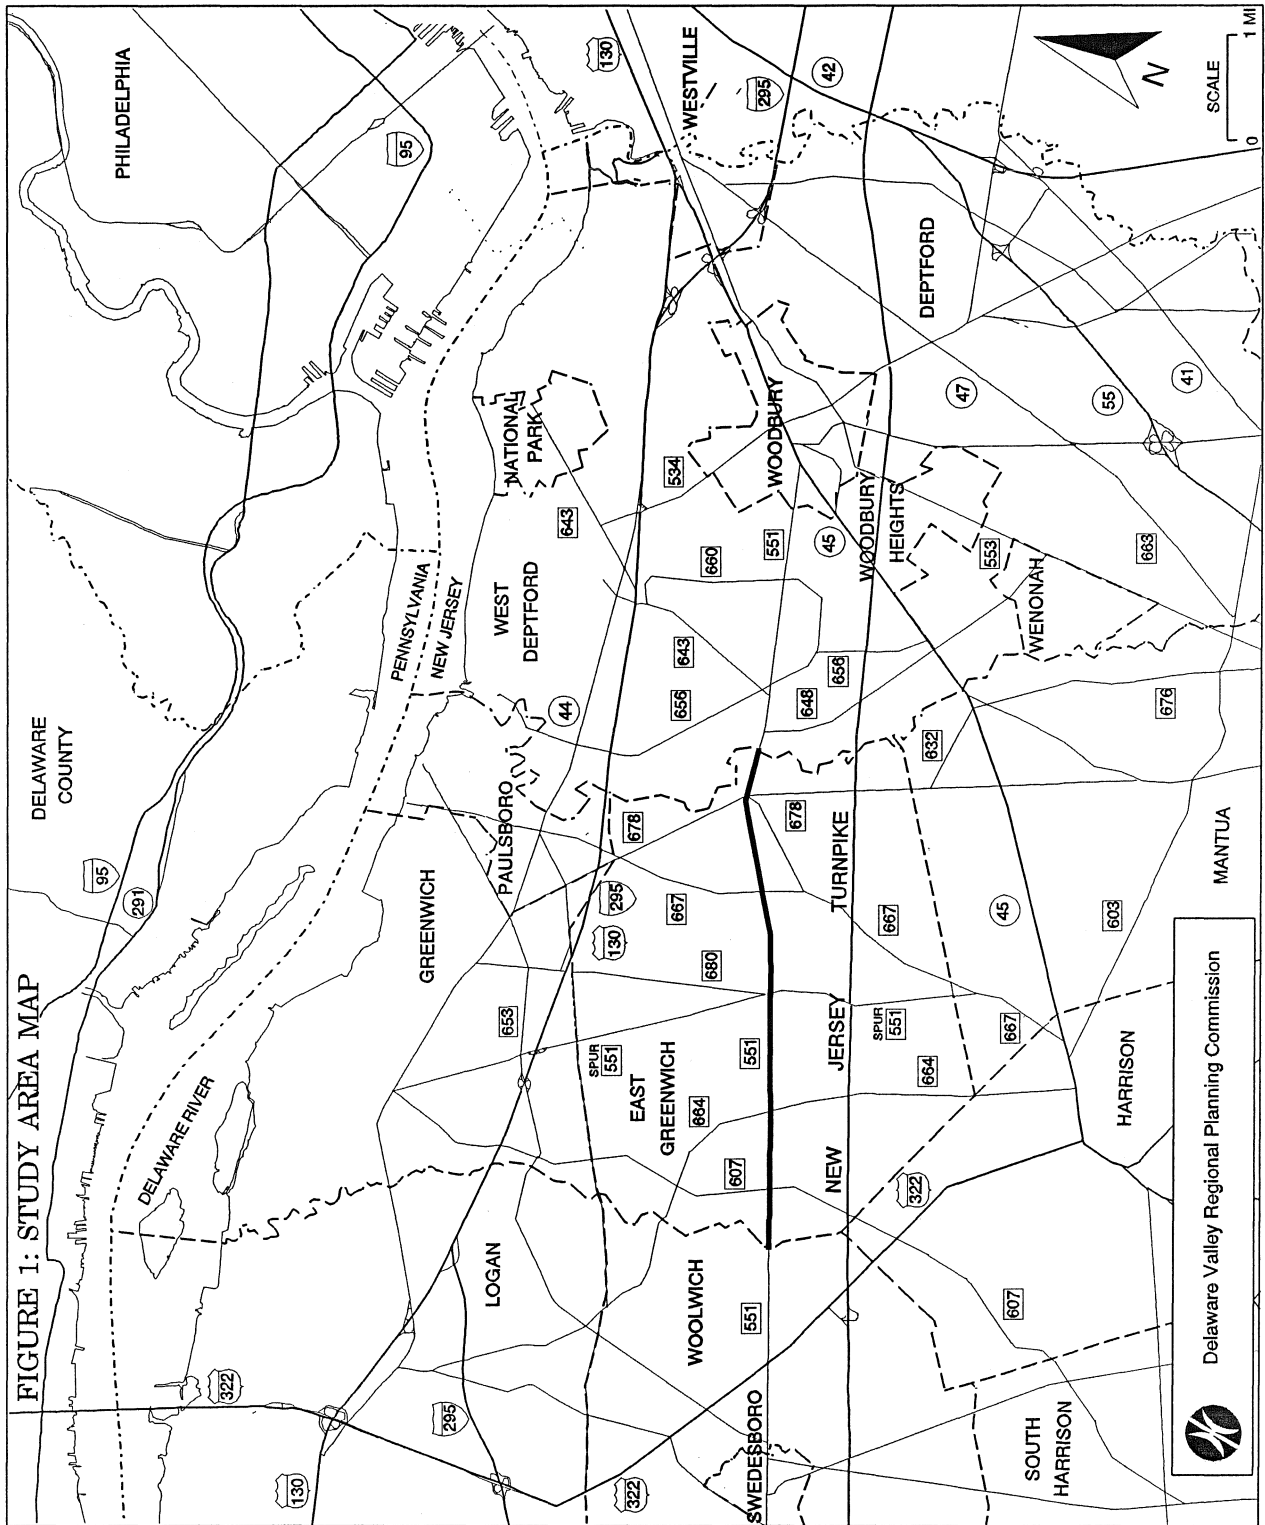 FIGURE 1: STUDY AREA MAP
DELAWARE
COUNTY
PHILADELPHIA
95
291
95
DELAWARE RIVER
PENNSYLVANIA
NEW JERSEY
322
130
295
322
LOGAN
GREENWICH
PAULSBORO
WEST
DEPTFORD
NATIONAL
PARK
130
WESTVILLE
295
42
653
44
643
534
SPUR
551
130
295
678
667
680
656
643
660
EAST
GREENWICH
664
607
551
WOOLWICH
551
SWEDESBORO
678
648
656
551
45
WOODBURY
WOODBURY
HEIGHTS
NEW
JERSEY
TURNPIKE
SPUR
551
667
664
667
632
553
WENONAH
663
DEPTFORD
47
55
41
322
607
SOUTH
HARRISON
HARRISON
45
603
MANTUA
676
N
SCALE
0
1 MI
Delaware Valley Regional Planning Commission